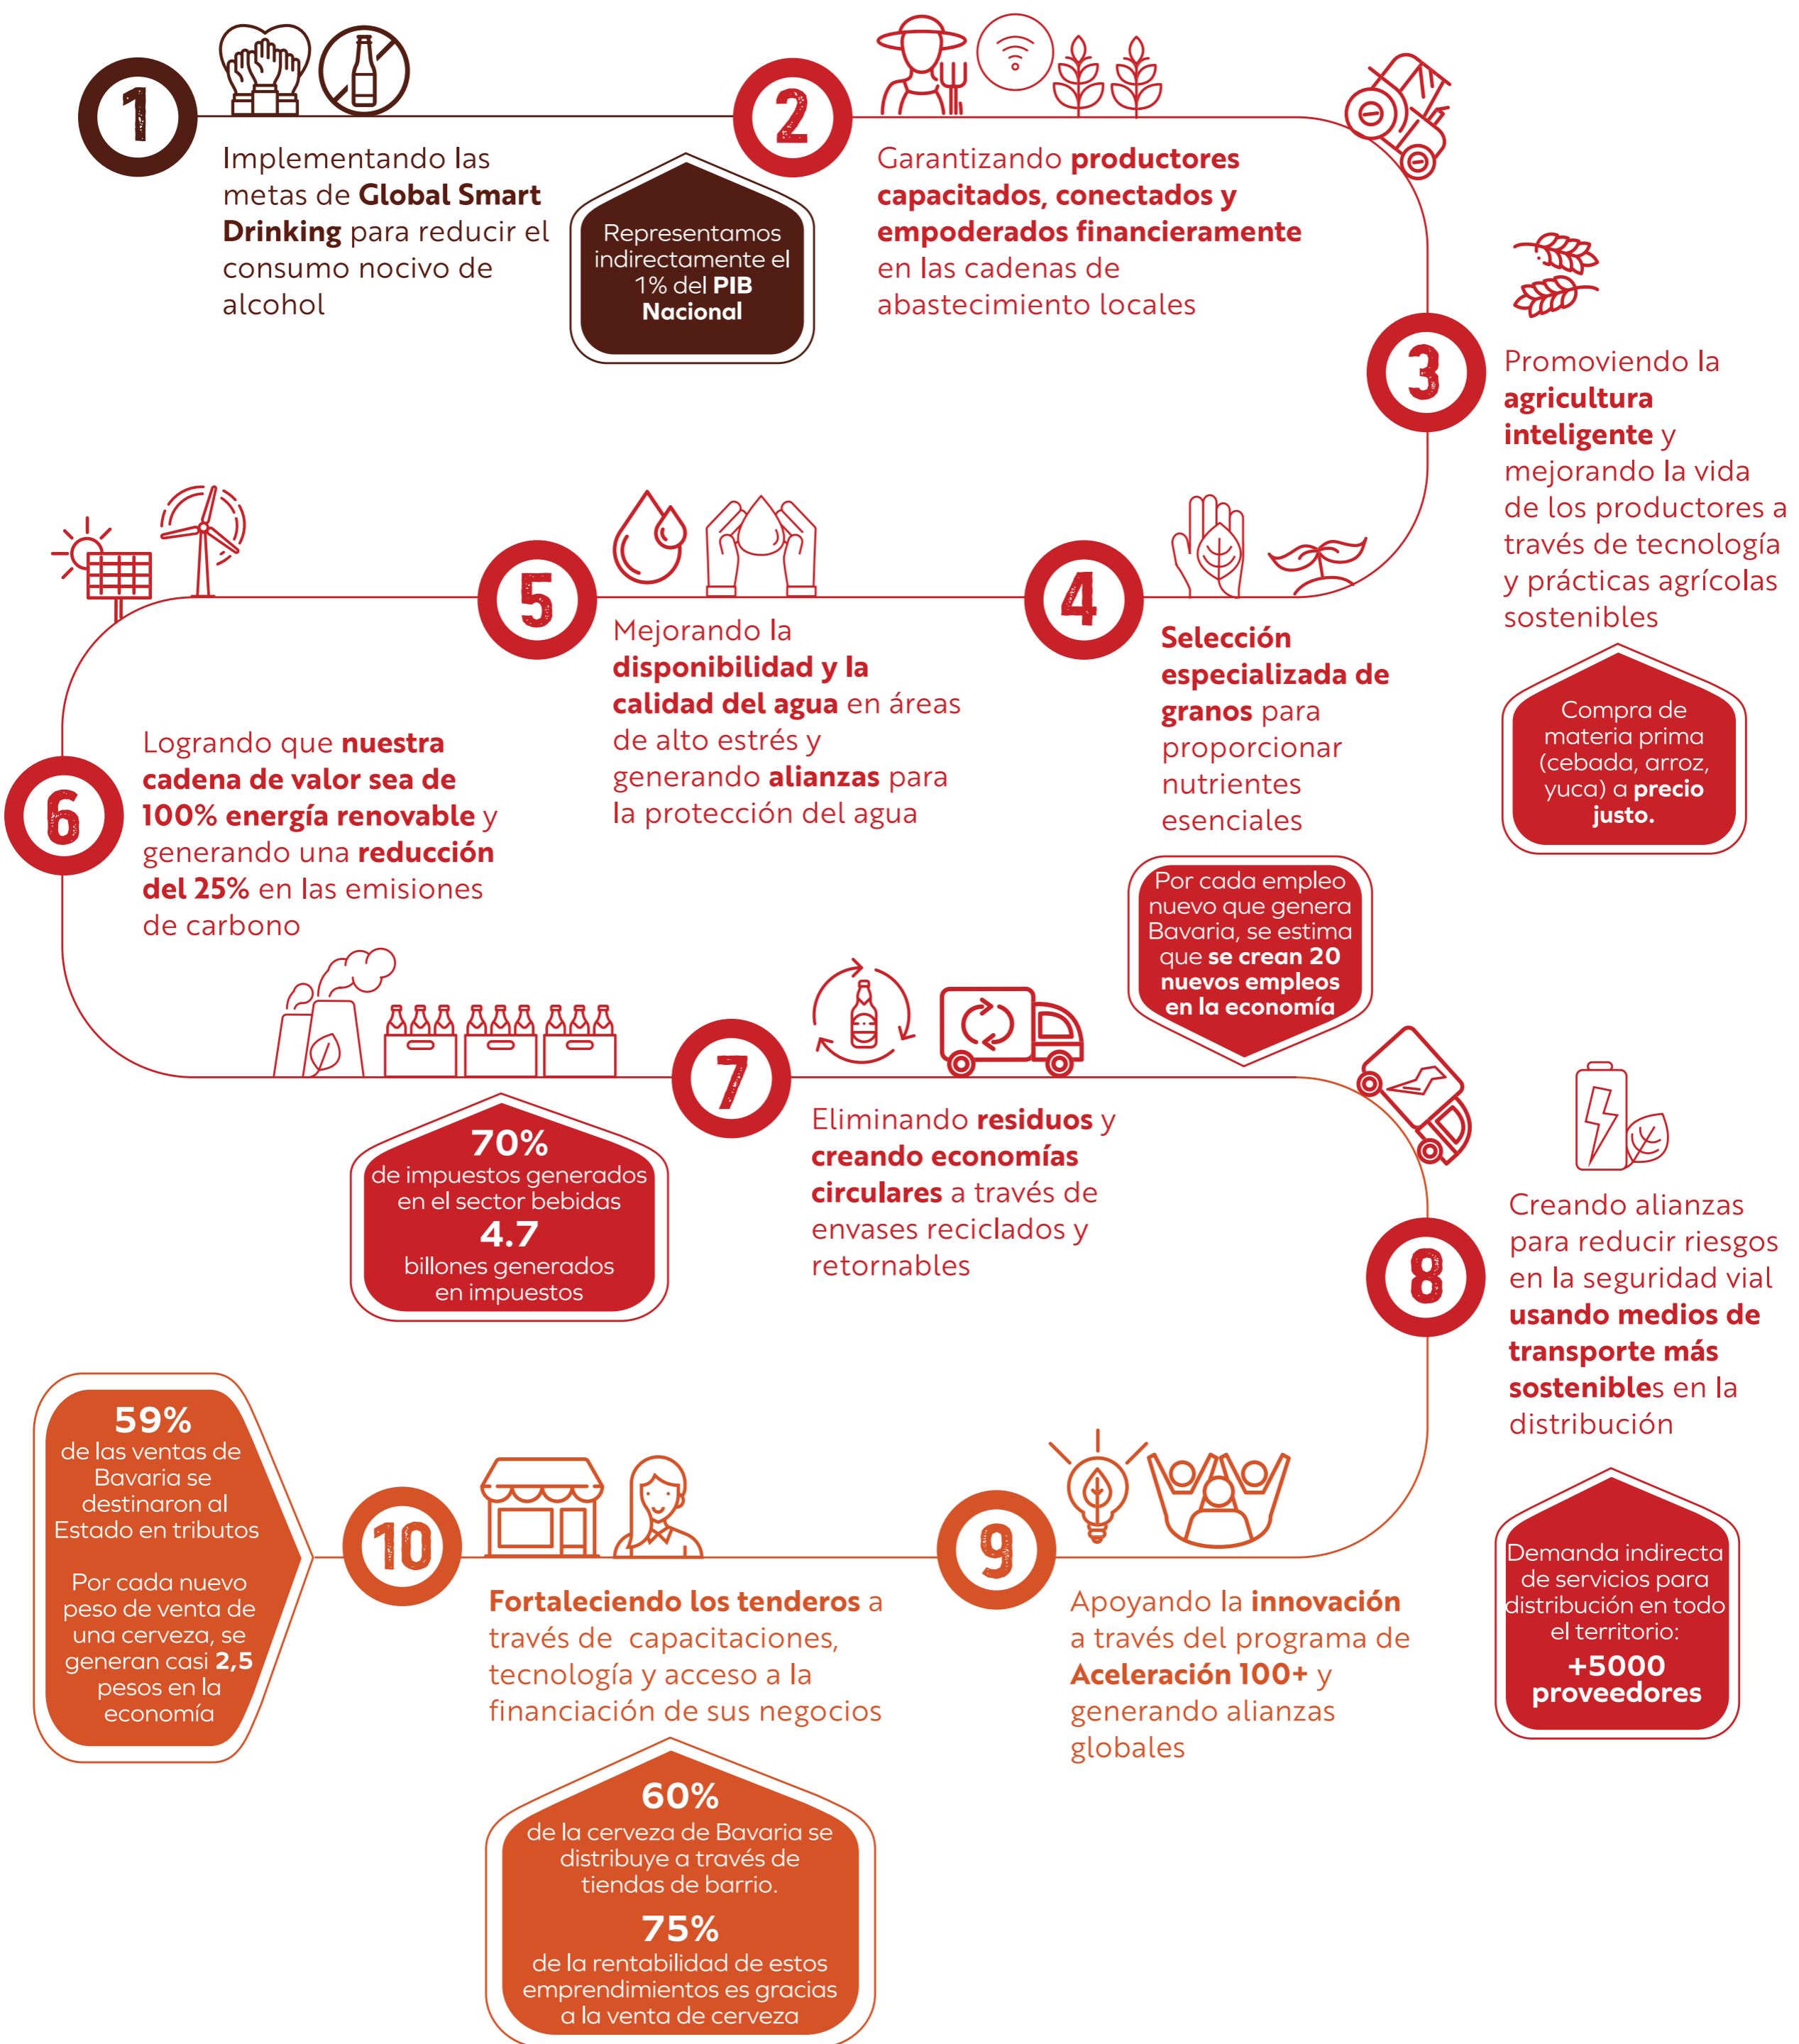 1
Implementando las
metas de Global Smart
Drinking para reducir el
consumo nocivo de
alcohol
Representamos
indirectamente el
1% del PIB
Nacional
2
Garantizando productores
capacitados, conectados y
empoderados financieramente
en las cadenas de
abastecimiento locales
3
Promoviendo la
agricultura
inteligente y
mejorando la vida
de los productores a
través de tecnología
y prácticas agrícolas
sostenibles
Compra de
materia prima
(cebada, arroz,
yuca) a precio
justo.
4
Selección
especializada de
granos para
proporcionar
nutrientes
esenciales
Por cada empleo
nuevo que genera
Bavaria, se estima
que se crean 20
nuevos empleos
en la economía
5
Mejorando la
disponibilidad y la
calidad del agua en áreas
de alto estrés y
generando alianzas para
la protección del agua
6
Logrando que nuestra
cadena de valor sea de
100% energía renovable y
generando una reducción
del 25% en las emisiones
de carbono
70%
de impuestos generados
en el sector bebidas
4.7
billones generados
en impuestos
7
Eliminando residuos y
creando economías
circulares a través de
envases reciclados y
retornables
8
Creando alianzas
para reducir riesgos
en la seguridad vial
usando medios de
transporte más
sostenibles en la
distribución
Demanda indirecta
de servicios para
distribución en todo
el territorio:
+5000
proveedores
9
Apoyando la innovación
a través del programa de
Aceleración 100+ y
generando alianzas
globales
10
Fortaleciendo los tenderos a
través de capacitaciones,
tecnología y acceso a la
financiación de sus negocios
60%
de la cerveza de Bavaria se
distribuye a través de
tiendas de barrio.
75%
de la rentabilidad de estos
emprendimientos es gracias
a la venta de cerveza
59%
de las ventas de
Bavaria se
destinaron al
Estado en tributos
Por cada nuevo
peso de venta de
una cerveza, se
generan casi 2,5
pesos en la
economía